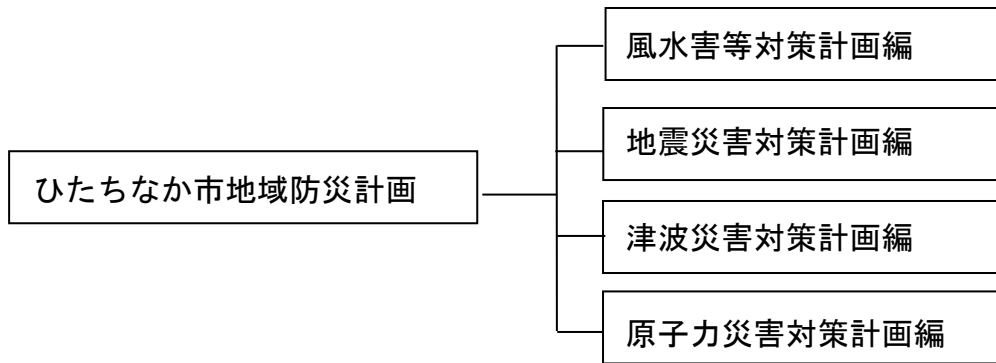 風水害等対策計画編
地震災害対策計画編
ひたちなか市地域防災計画
津波災害対策計画編
原子力災害対策計画編